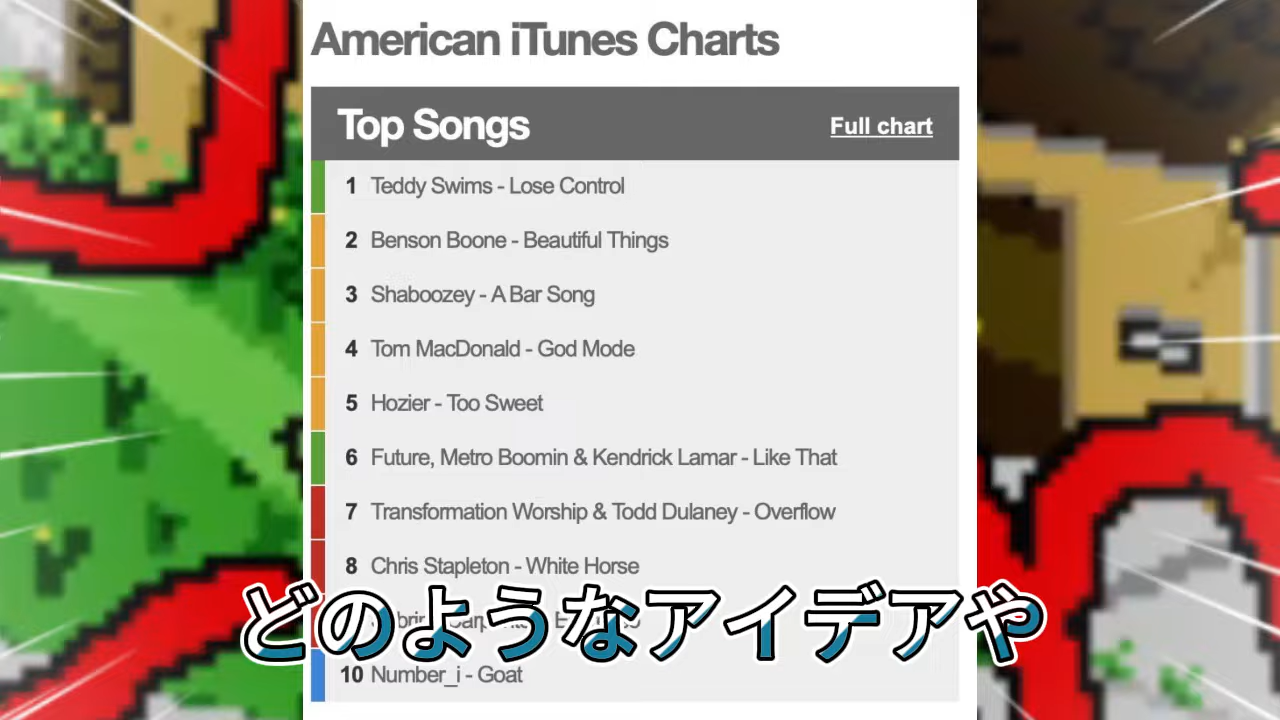 American iTunes Charts
Top Songs
Full chart
1 Teddy Swims - Lose Control
2 Benson Boone - Beautiful Things
3 Shaboozey - A Bar Song
4 Tom MacDonald - God Mode
5 Hozier - Too Sweet
6 Future, Metro Boomin & Kendrick Lamar - Like That
7 Transformation Worship & Todd Dulaney - Overflow
8 Chris Stapleton - White Horse
どのようなアイデアや
10 Number_i - Goat